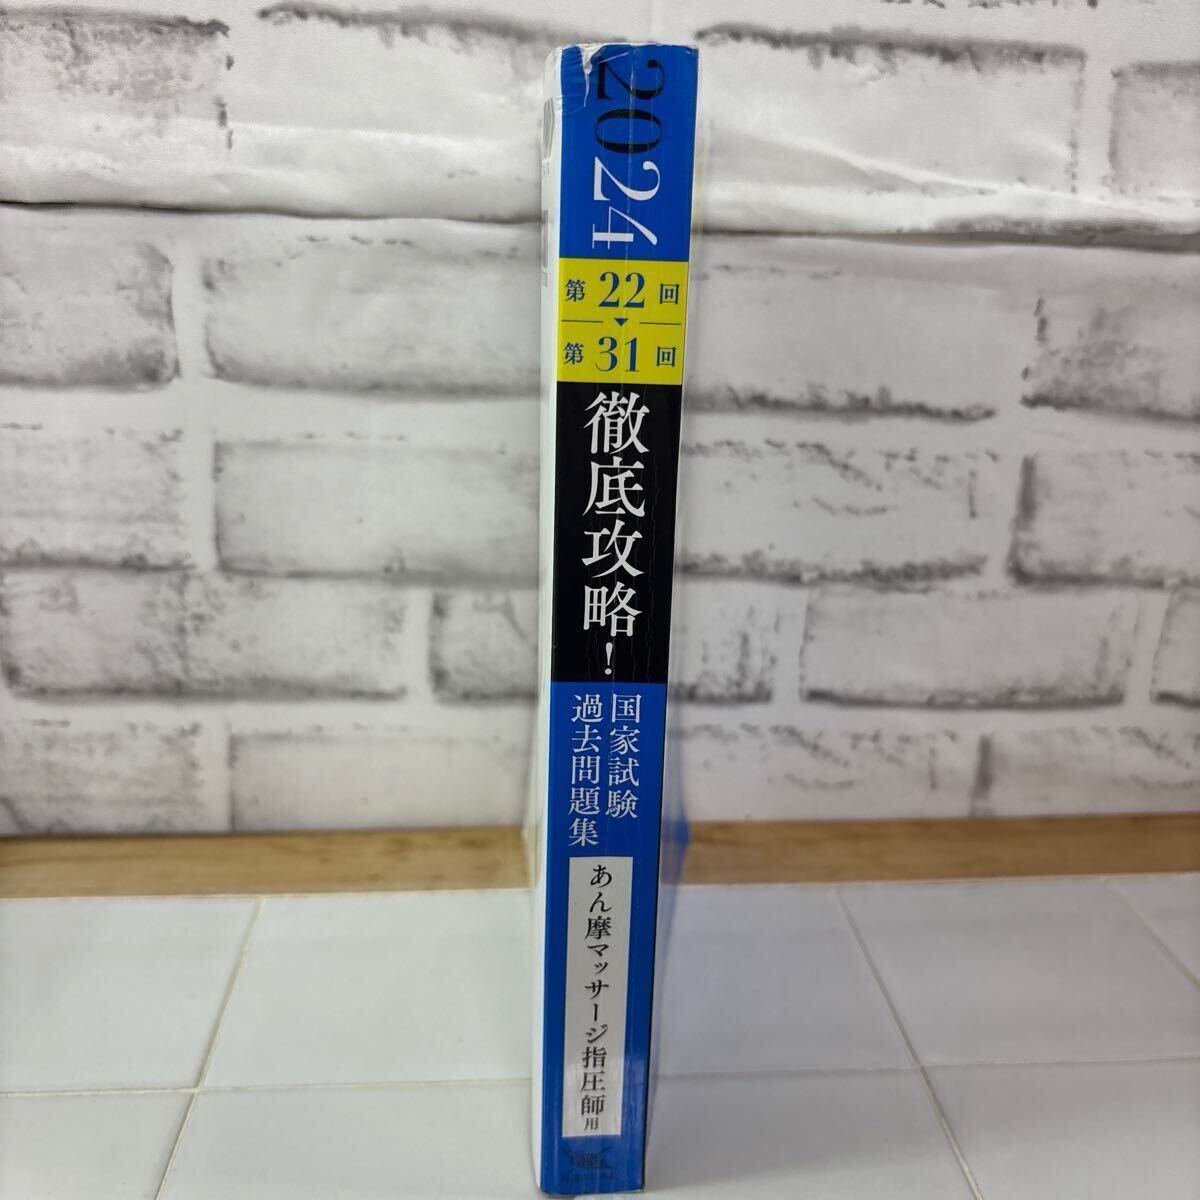 2024
第22回
第31回
徹底攻略!
国家試験
過去問題集
あん摩マッサージ指圧師用